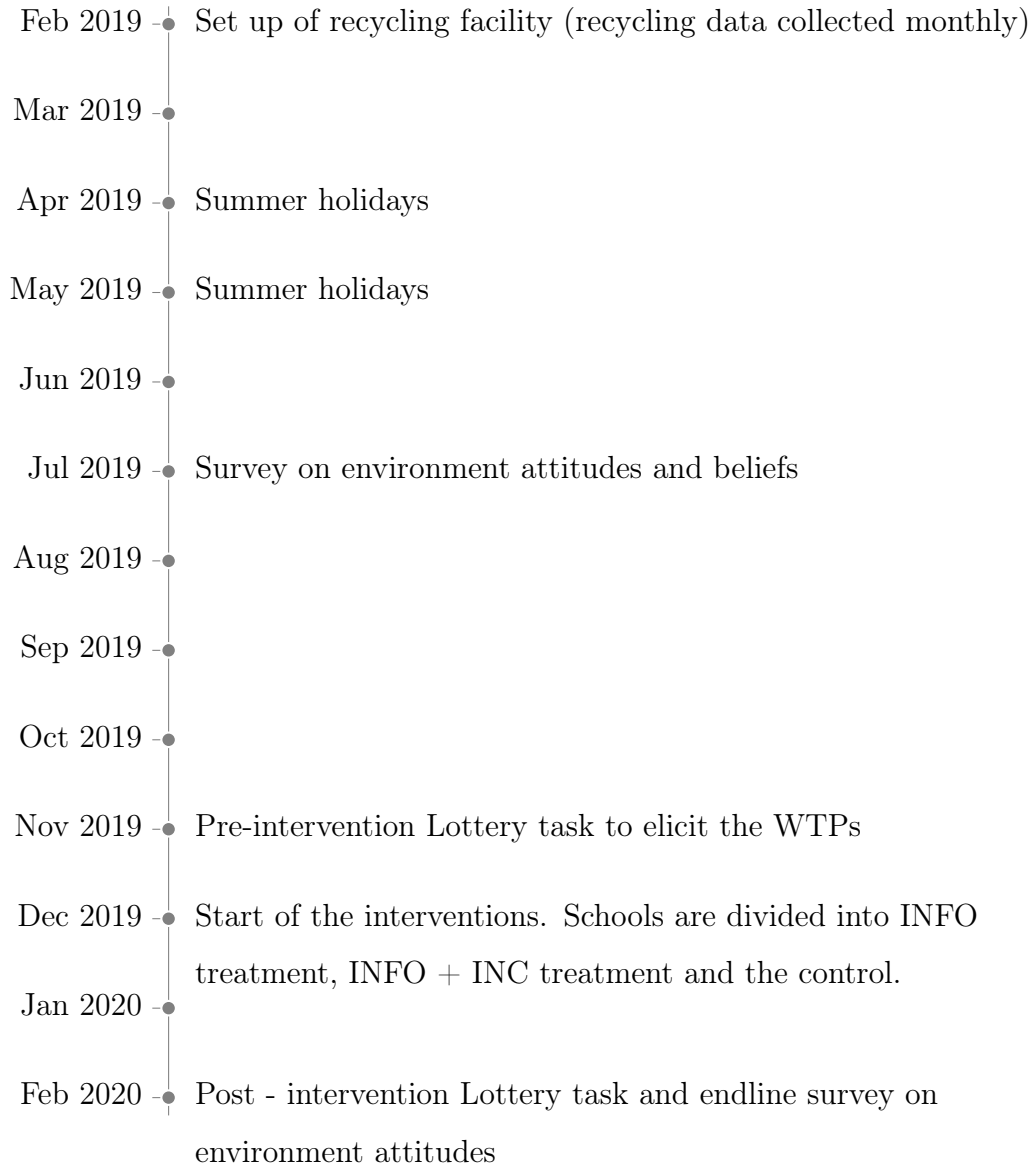 Feb 2019 Set up of recycling facility (recycling data collected monthly)
Mar 2019
Apr 2019 Summer holidays
May 2019 Summer holidays
Jun 2019
Jul 2019 Survey on environment attitudes and beliefs
Aug 2019
Sep 2019
Oct 2019
Nov 2019 Pre-intervention Lottery task to elicit the WTPs
Dec 2019 Start of the interventions. Schools are divided into INFO
treatment, INFO + INC treatment and the control.
Jan 2020
Feb 2020 Post - intervention Lottery task and endline survey on
environment attitudes